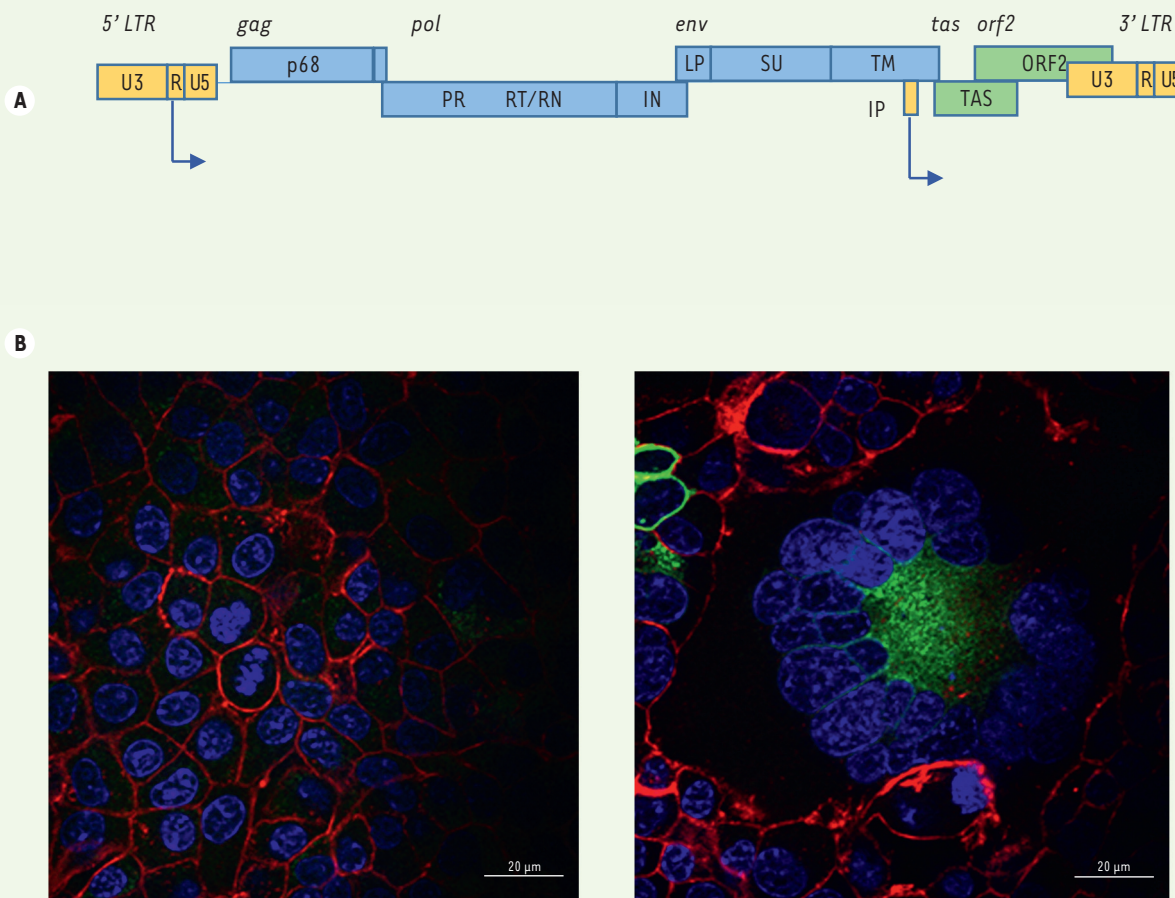 5’ LTR gag pol env tas orf2 3’ LTR
A
U3 R U5 p68 LP SU TM ORF2 U3 R U5
PR RT/RN IN IP TAS
B
20 µm 20 µm